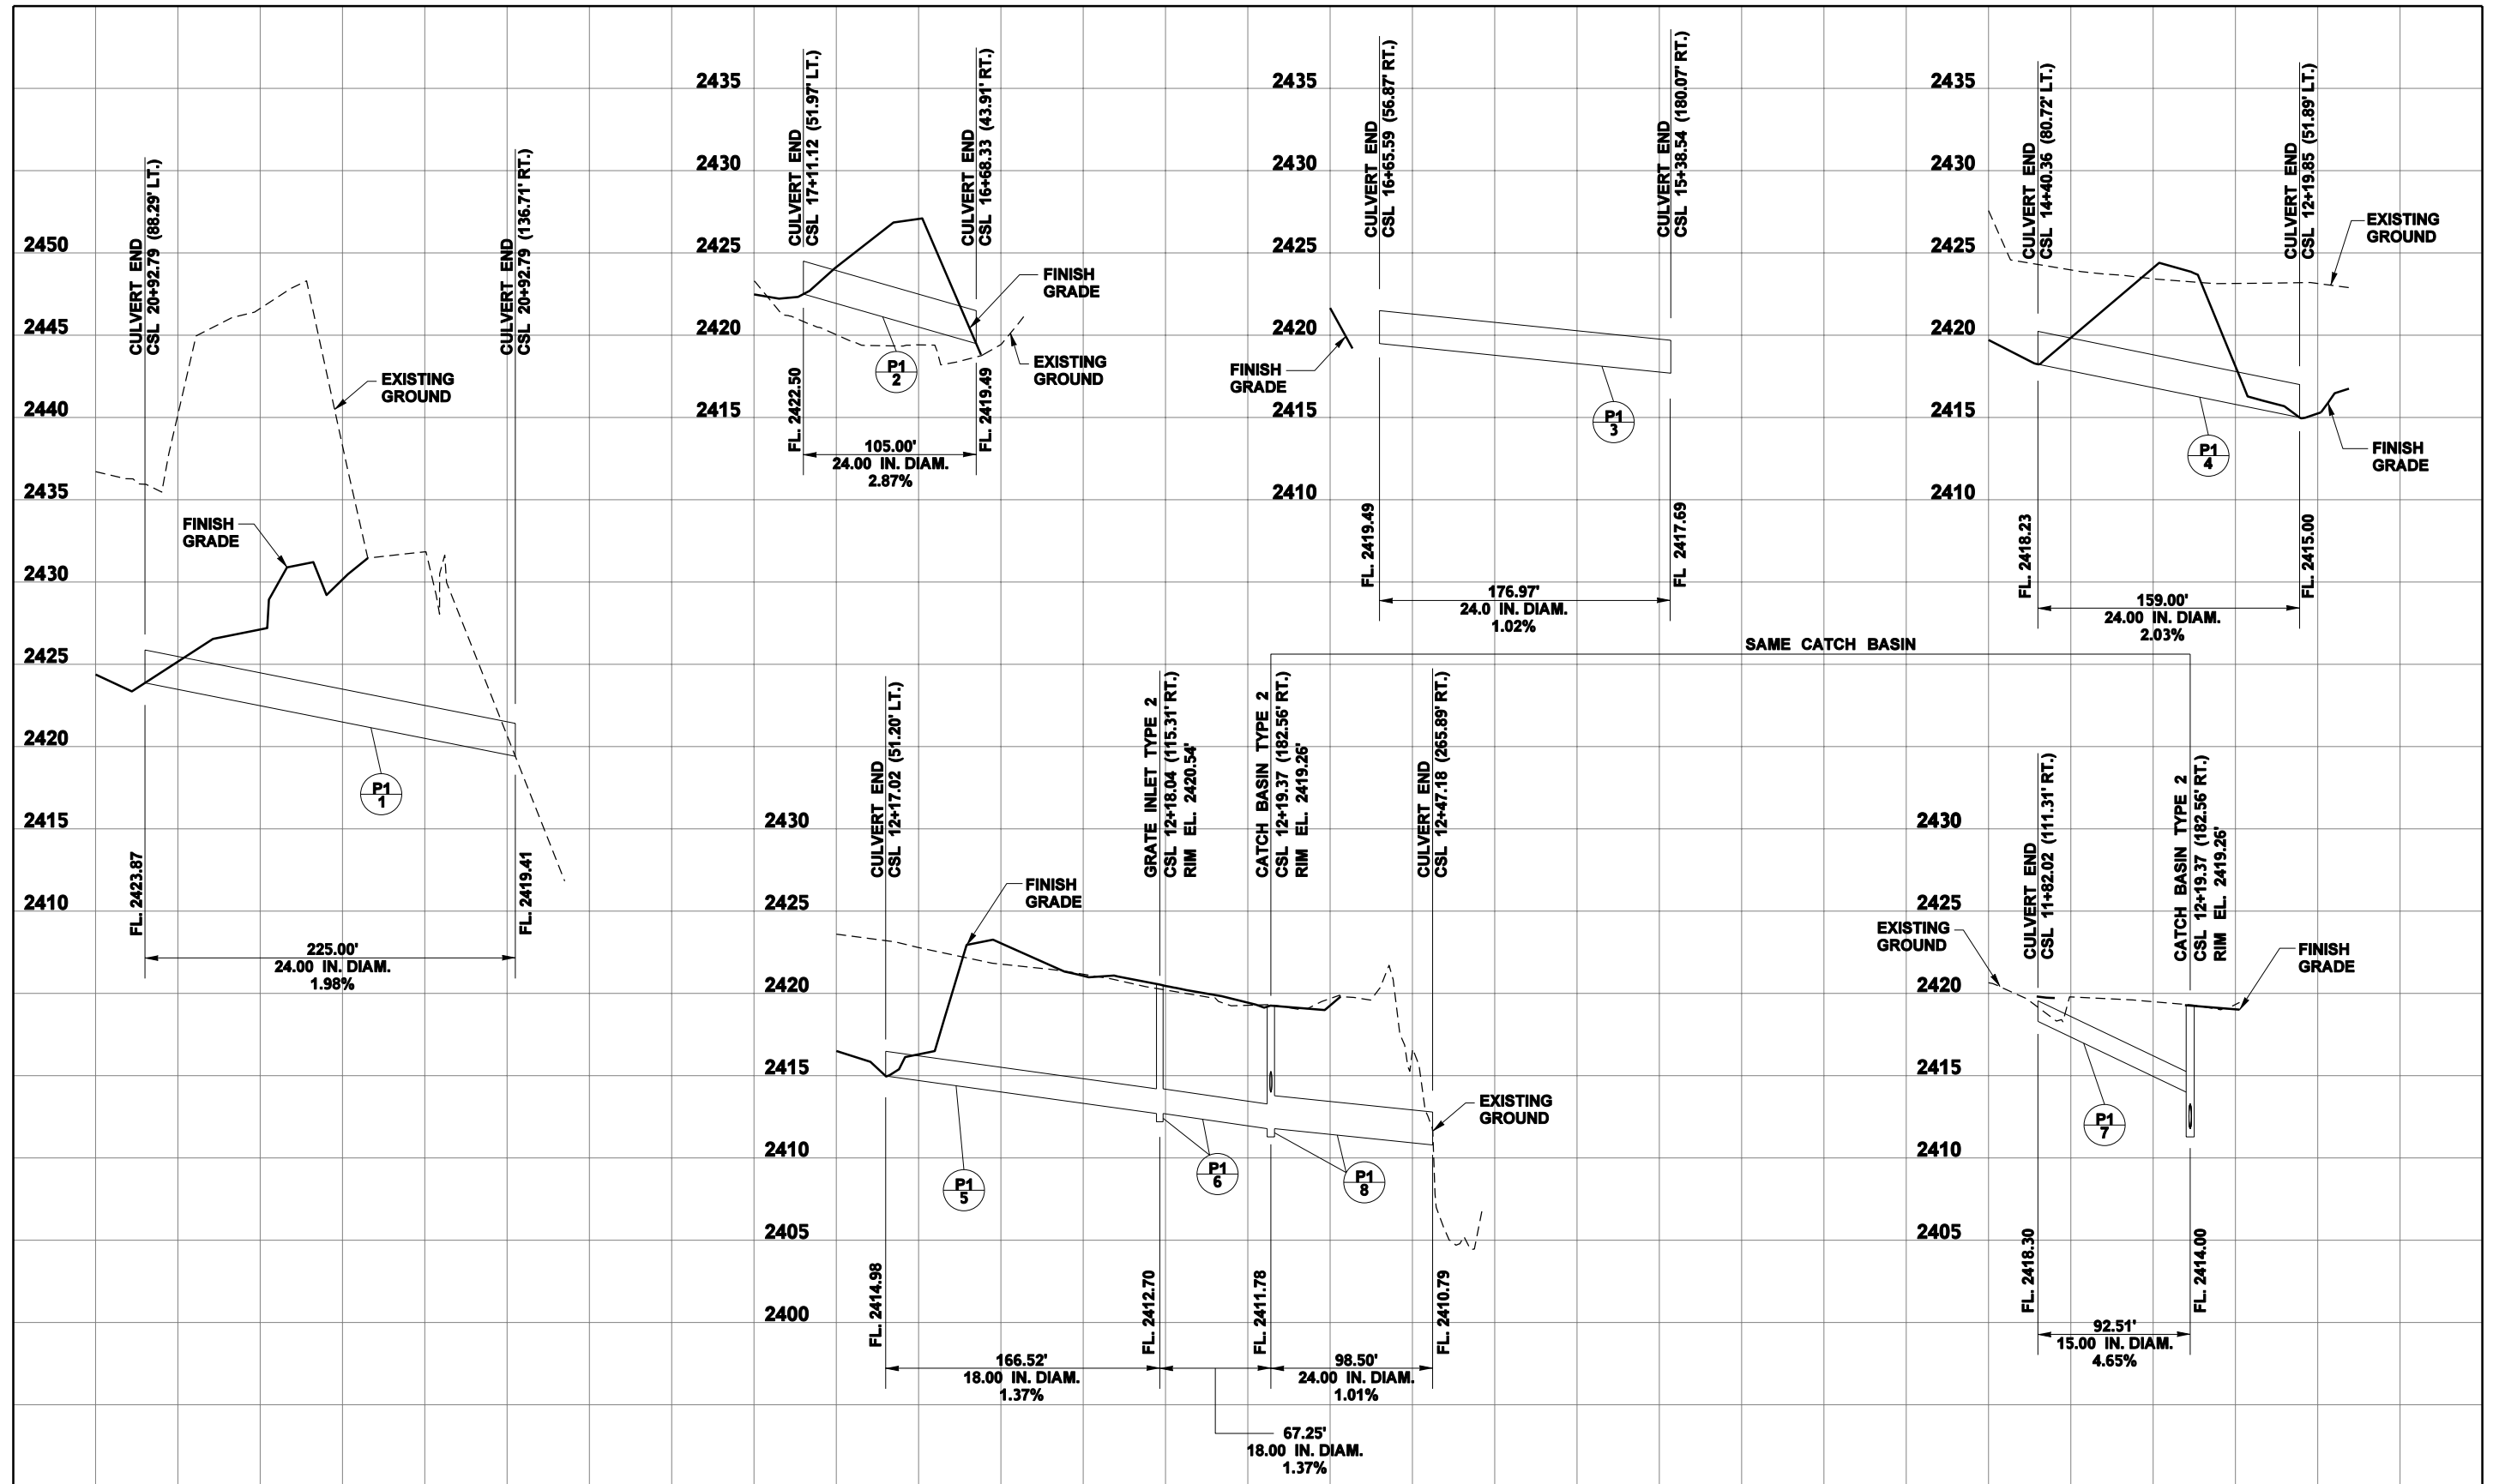 2450
2445
2440
2435
2430
2425
2420
2415
2410
CULVERT END
CSL 20+92.79 (88.29' LT.)
CULVERT END
CSL 20+92.79 (136.71' RT.)
EXISTING
GROUND
FINISH
GRADE
P1
1
FL. 2423.87
FL. 2419.41
225.00'
24.00 IN. DIAM.
1.98%
2435
2430
2425
2420
2415
CULVERT END
CSL 17+11.12 (51.97' LT.)
CULVERT END
CSL 16+68.33 (43.91' RT.)
FINISH
GRADE
EXISTING
GROUND
P1
2
FL. 2422.50
FL. 2419.49
105.00'
24.00 IN. DIAM.
2.87%
2435
2430
2425
2420
2415
2410
CULVERT END
CSL 16+65.59 (56.87' RT.)
CULVERT END
CSL 15+38.54 (180.07' RT.)
FINISH
GRADE
P1
3
FL. 2419.49
FL 2417.69
176.97'
24.0 IN. DIAM.
1.02%
2435
2430
2425
2420
2415
2410
CULVERT END
CSL 14+40.36 (80.72' LT.)
CULVERT END
CSL 12+19.85 (51.89' LT.)
EXISTING
GROUND
FINISH
GRADE
P1
4
FL. 2418.23
FL. 2415.00
159.00'
24.00 IN. DIAM.
2.03%
SAME CATCH BASIN
2430
2425
2420
2415
2410
2405
2400
CULVERT END
CSL 12+17.02 (51.20' LT.)
GRATE INLET TYPE 2
CSL 12+18.04 (115.31' RT.)
RIM EL. 2420.54'
CATCH BASIN TYPE 2
CSL 12+19.37 (182.56' RT.)
RIM EL. 2419.26'
CULVERT END
CSL 12+47.18 (265.89' RT.)
FINISH
GRADE
EXISTING
GROUND
P1
5
P1
6
P1
8
FL. 2414.98
FL. 2412.70
FL. 2411.78
FL. 2410.79
166.52'
18.00 IN. DIAM.
1.37%
98.50'
24.00 IN. DIAM.
1.01%
67.25'
18.00 IN. DIAM.
1.37%
2430
2425
2420
2415
2410
2405
CULVERT END
CSL 11+82.02 (111.31' RT.)
CATCH BASIN TYPE 2
CSL 12+19.37 (182.56' RT.)
RIM EL. 2419.26'
EXISTING
GROUND
FINISH
GRADE
P1
7
FL. 2418.30
FL. 2414.00
92.51'
15.00 IN. DIAM.
4.65%